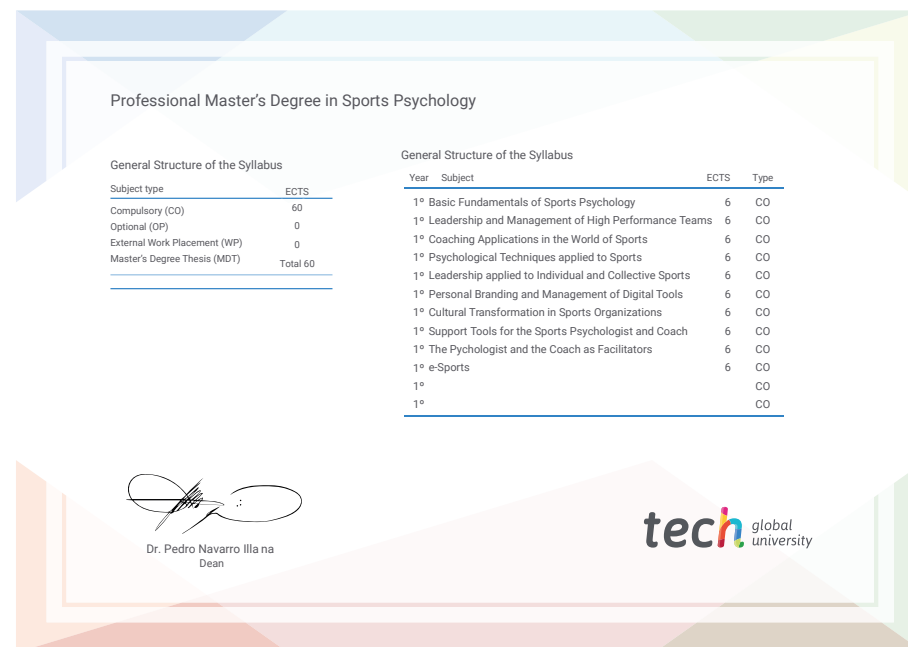 Professional Master's Degree in Sports Psychology
General Structure of the Syllabus
Subject type ECTS
Compulsory (CO) 60
Optional (OP) 0
External Work Placement (WP) 0
Master's Degree Thesis (MDT)
Total 60
General Structure of the Syllabus
Year Subject ECTS Type
1º Basic Fundamentals of Sports Psychology 6 CO
1º Leadership and Management of High Performance Teams 6 CO
1º Coaching Applications in the World of Sports 6 CO
1º Psychological Techniques applied to Sports 6 CO
1º Leadership applied to Individual and Collective Sports 6 CO
1º Personal Branding and Management of Digital Tools 6 CO
1º Cultural Transformation in Sports Organizations 6 CO
1º Support Tools for the Sports Psychologist and Coach 6 CO
1º The Pychologist and the Coach as Facilitators 6 CO
1º e-Sports 6 CO
1º CO
1º CO
Dr. Pedro Navarro Illa na
Dean
tech global
university